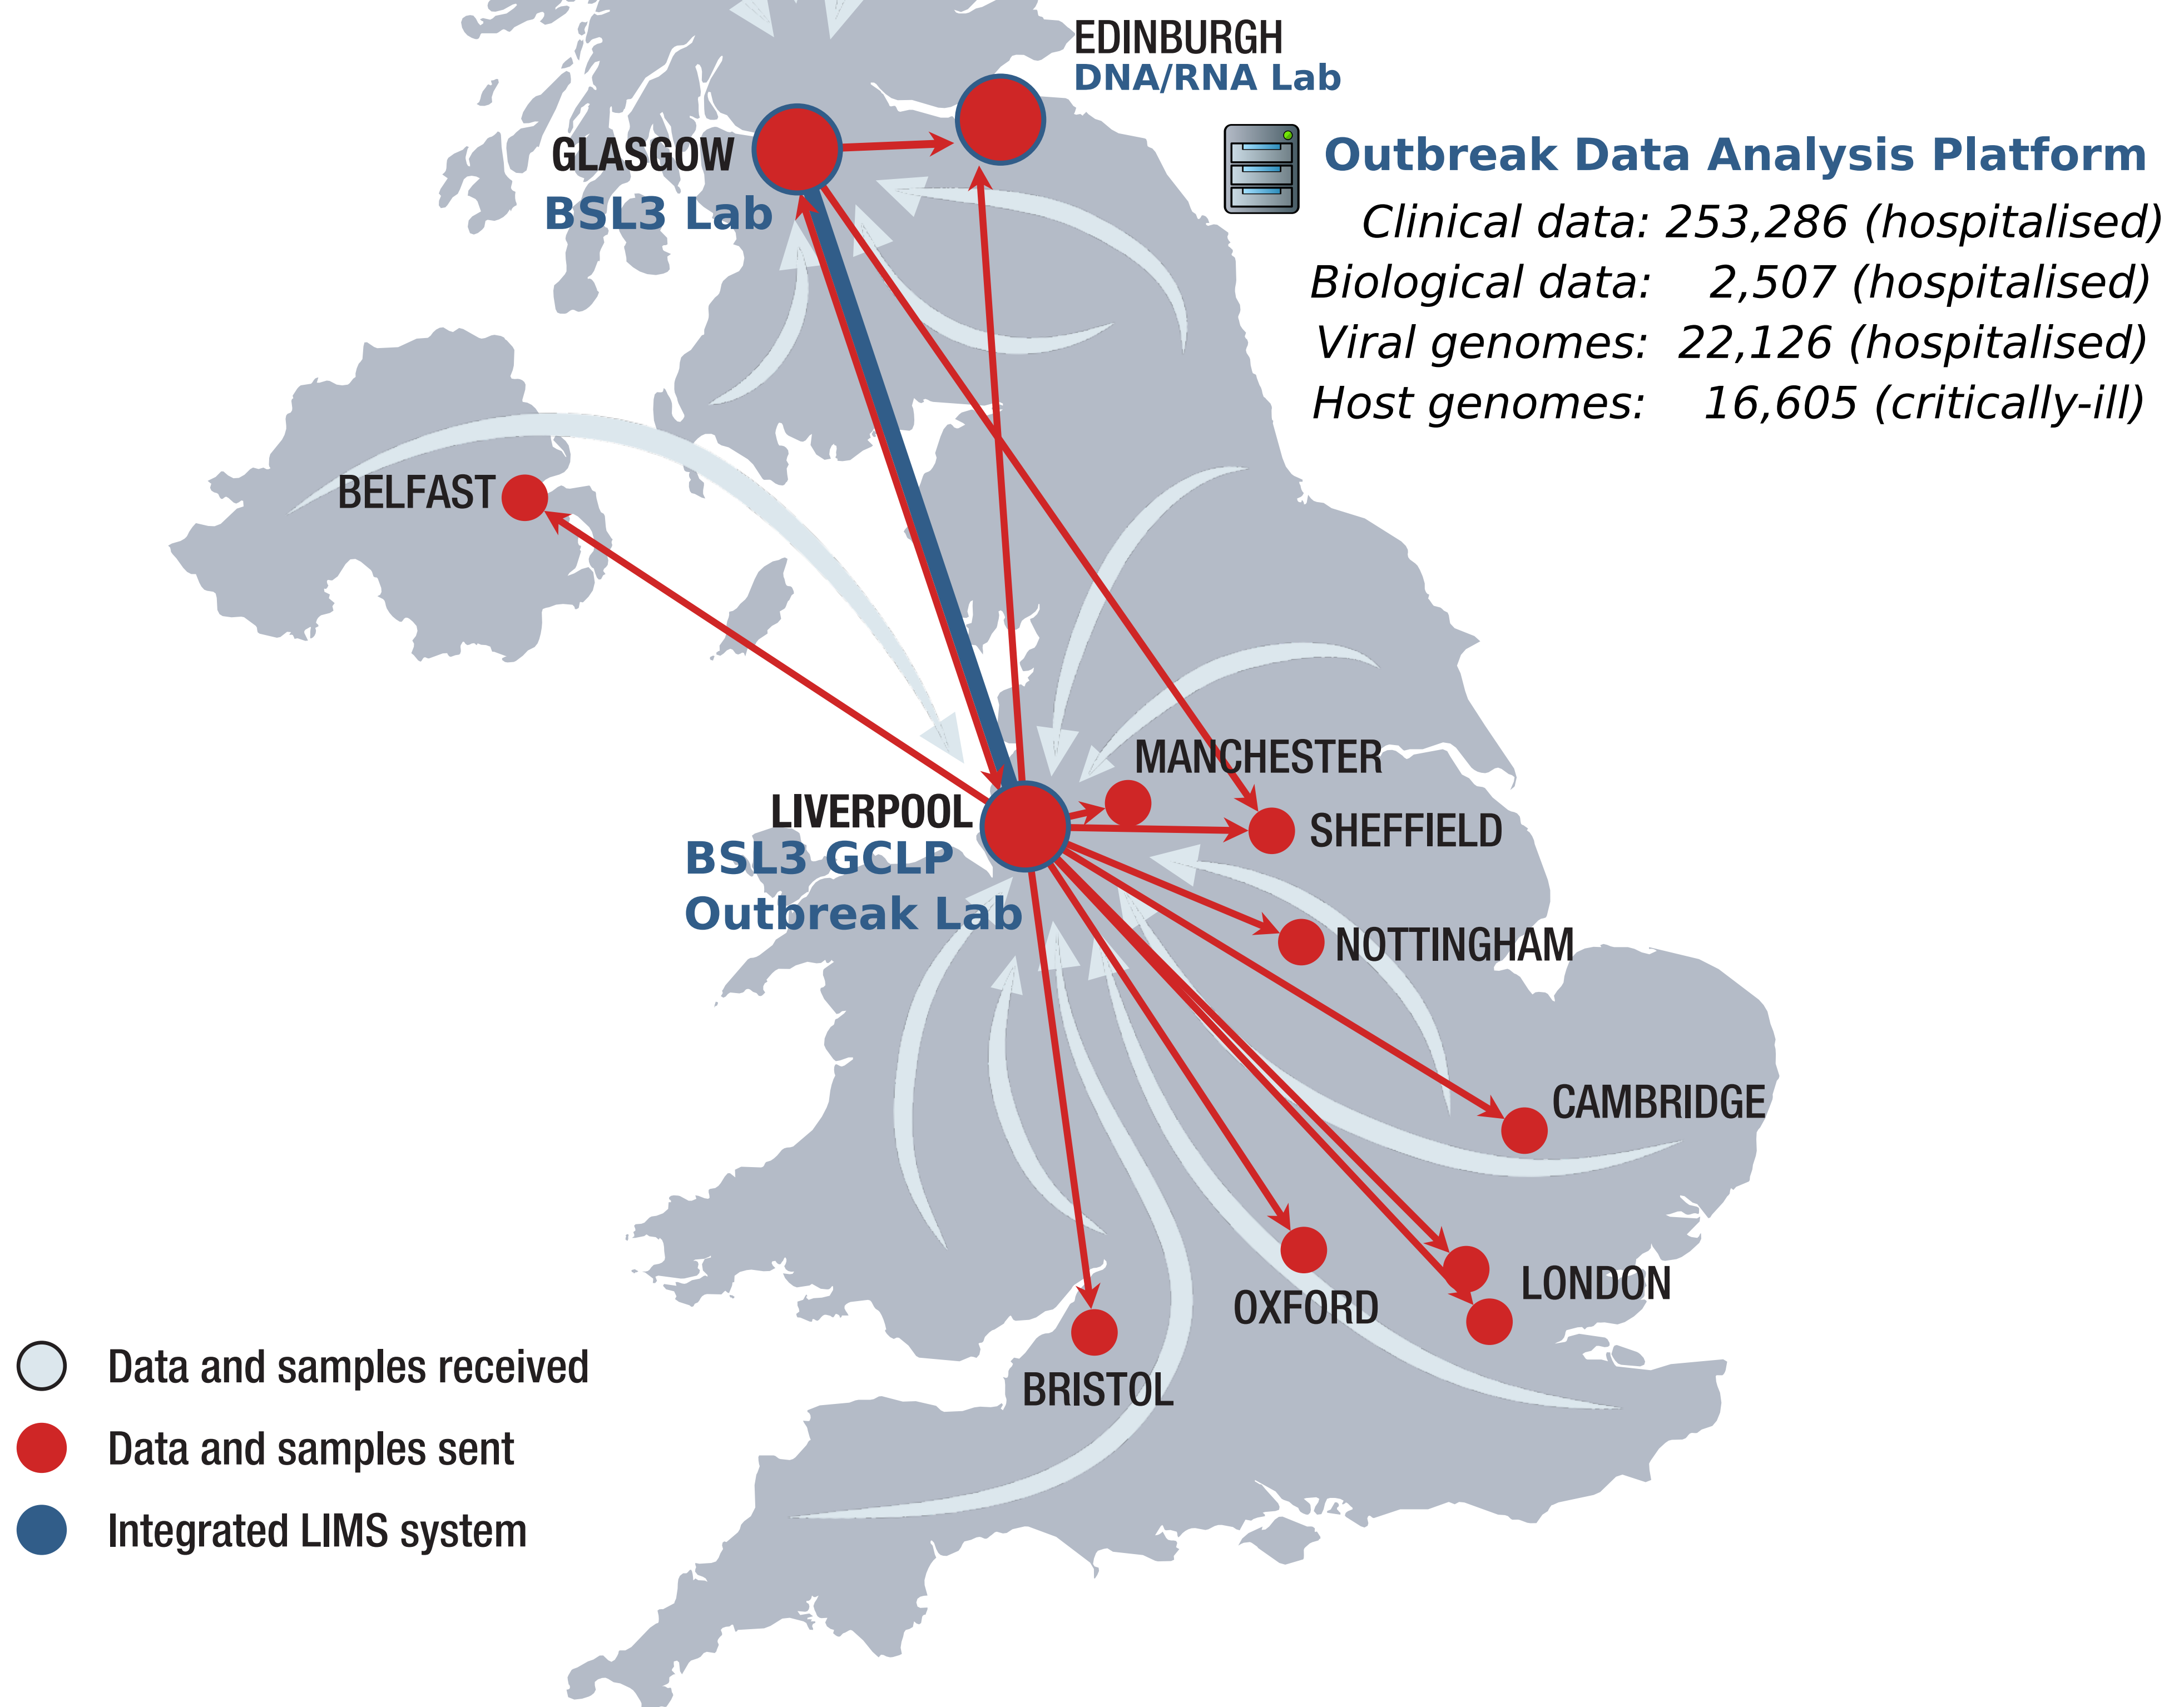 EDINBURGH
DNA/RNA Lab
GLASGOW
BSL3 Lab
Outbreak Data Analysis Platform
Clinical data: 253,286 (hospitalised)
Biological data: 2,507 (hospitalised)
Viral genomes: 22,126 (hospitalised)
Host genomes: 16,605 (critically-ill)
BELFAST
MANCHESTER
LIVERPOOL
BSL3 GCLP
Outbreak Lab
SHEFFIELD
NOTTINGHAM
CAMBRIDGE
LONDON
OXFORD
BRISTOL
Data and samples received
Data and samples sent
Integrated LIMS system